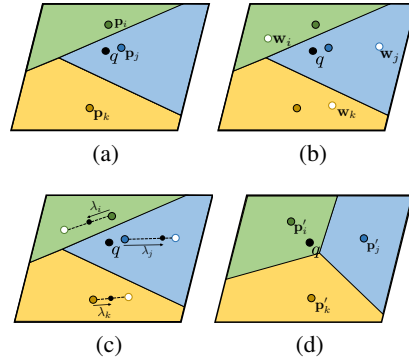 p_i
q
p_j
p_k
(a)
w_i
w_j
q
w_k
(b)
λ_i
q
λ_j
λ_k
(c)
p'_i
q
p'_j
p'_k
(d)